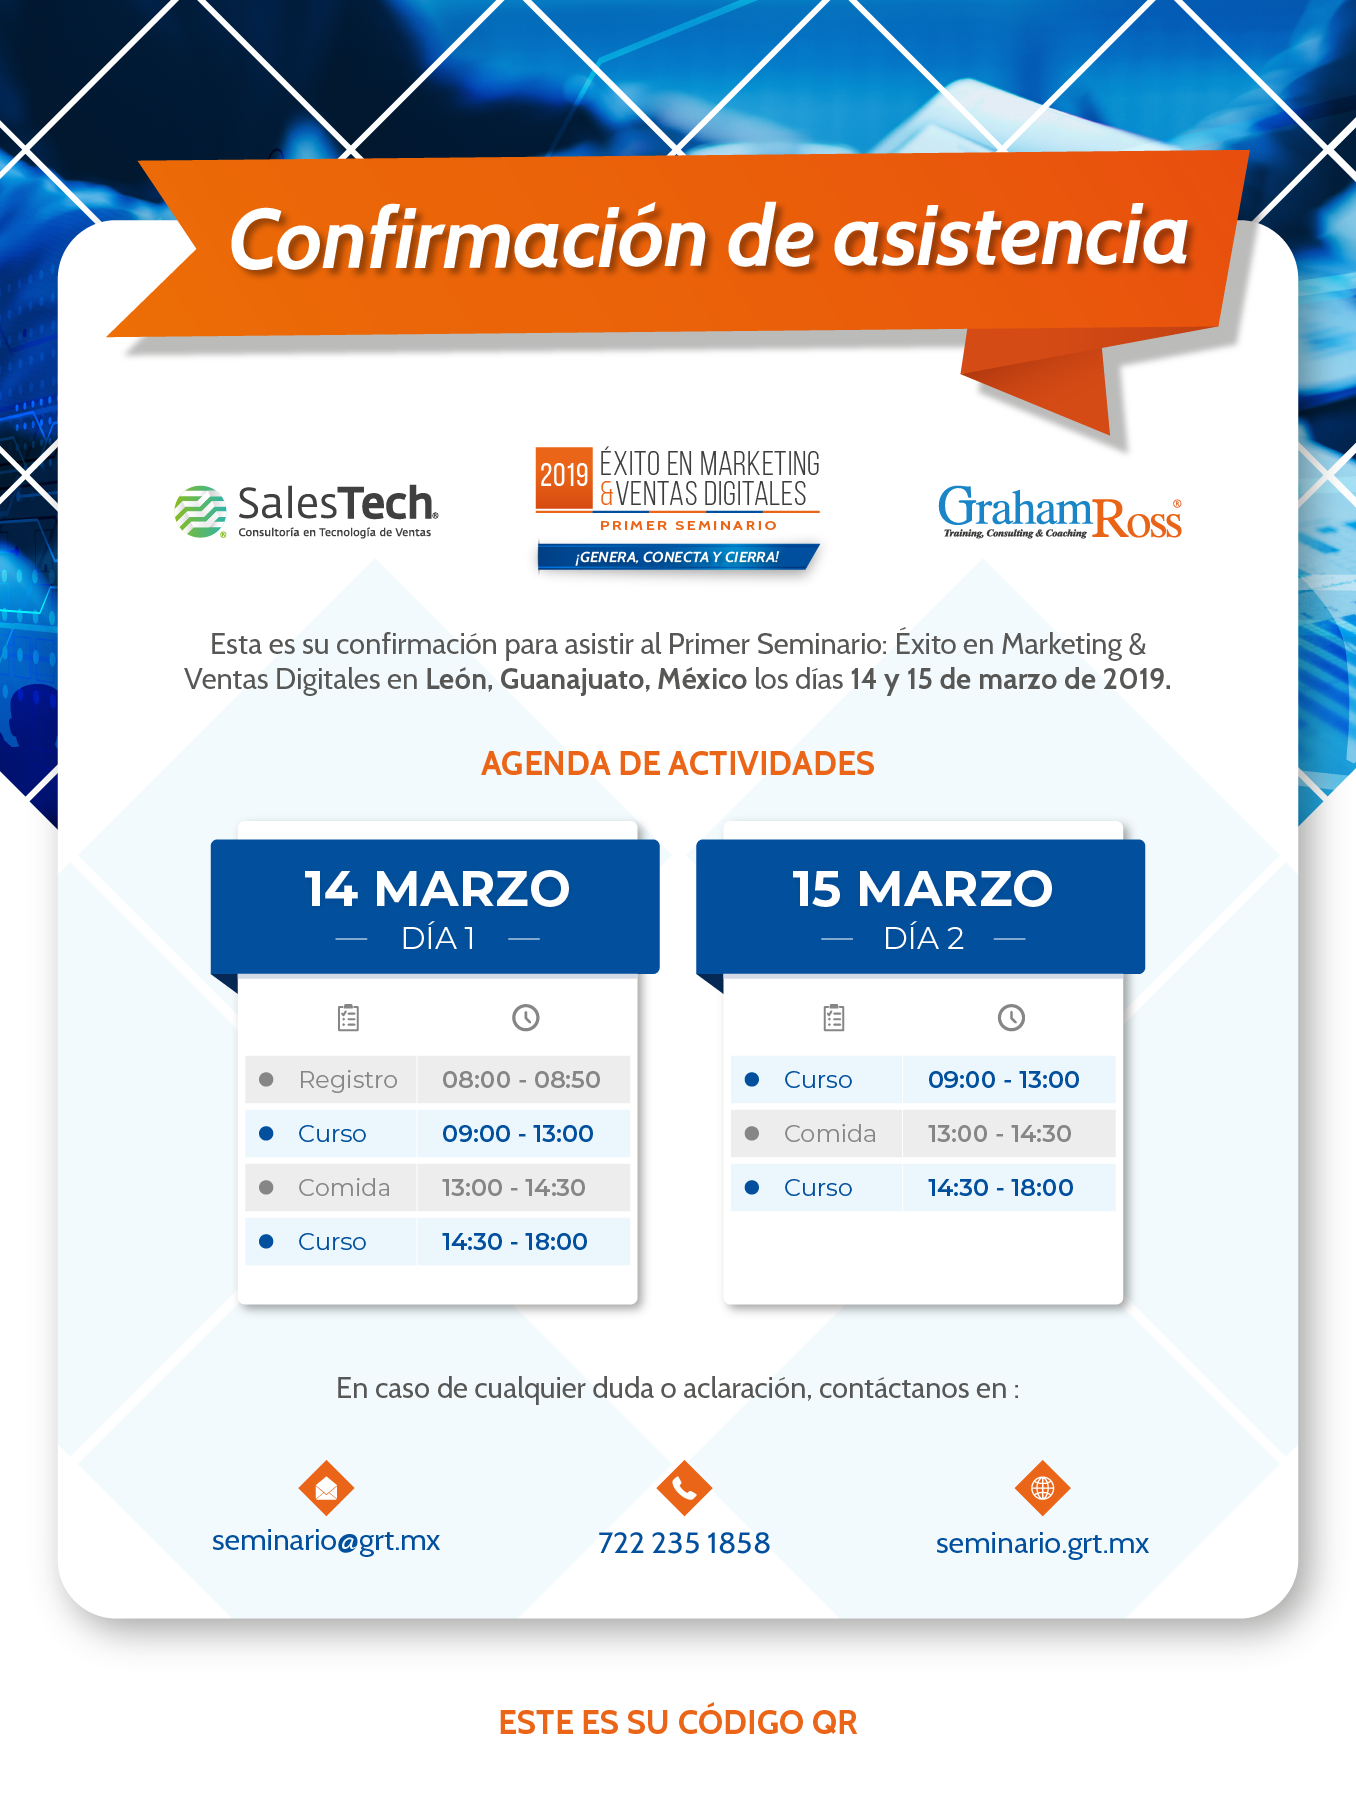 Confirmación de asistencia
SalesTech®
Consultoría en Tecnología de Ventas
®
2019 ÉXITO EN MARKETING
& VENTAS DIGITALES
PRIMER SEMINARIO
¡GENERA, CONECTA Y CIERRA!
GrahamRoss®
Training, Consulting & Coaching
Esta es su confirmación para asistir al Primer Seminario: Éxito en Marketing &
Ventas Digitales en León, Guanajuato, México los días 14 y 15 de marzo de 2019.
AGENDA DE ACTIVIDADES
14 MARZO
DÍA 1
Registro 08:00 - 08:50
Curso 09:00 - 13:00
Comida 13:00 - 14:30
Curso 14:30 - 18:00
15 MARZO
DÍA 2
Curso 09:00 - 13:00
Comida 13:00 - 14:30
Curso 14:30 - 18:00
En caso de cualquier duda o aclaración, contáctanos en :
seminario@grt.mx
722 235 1858
seminario.grt.mx
ESTE ES SU CÓDIGO QR